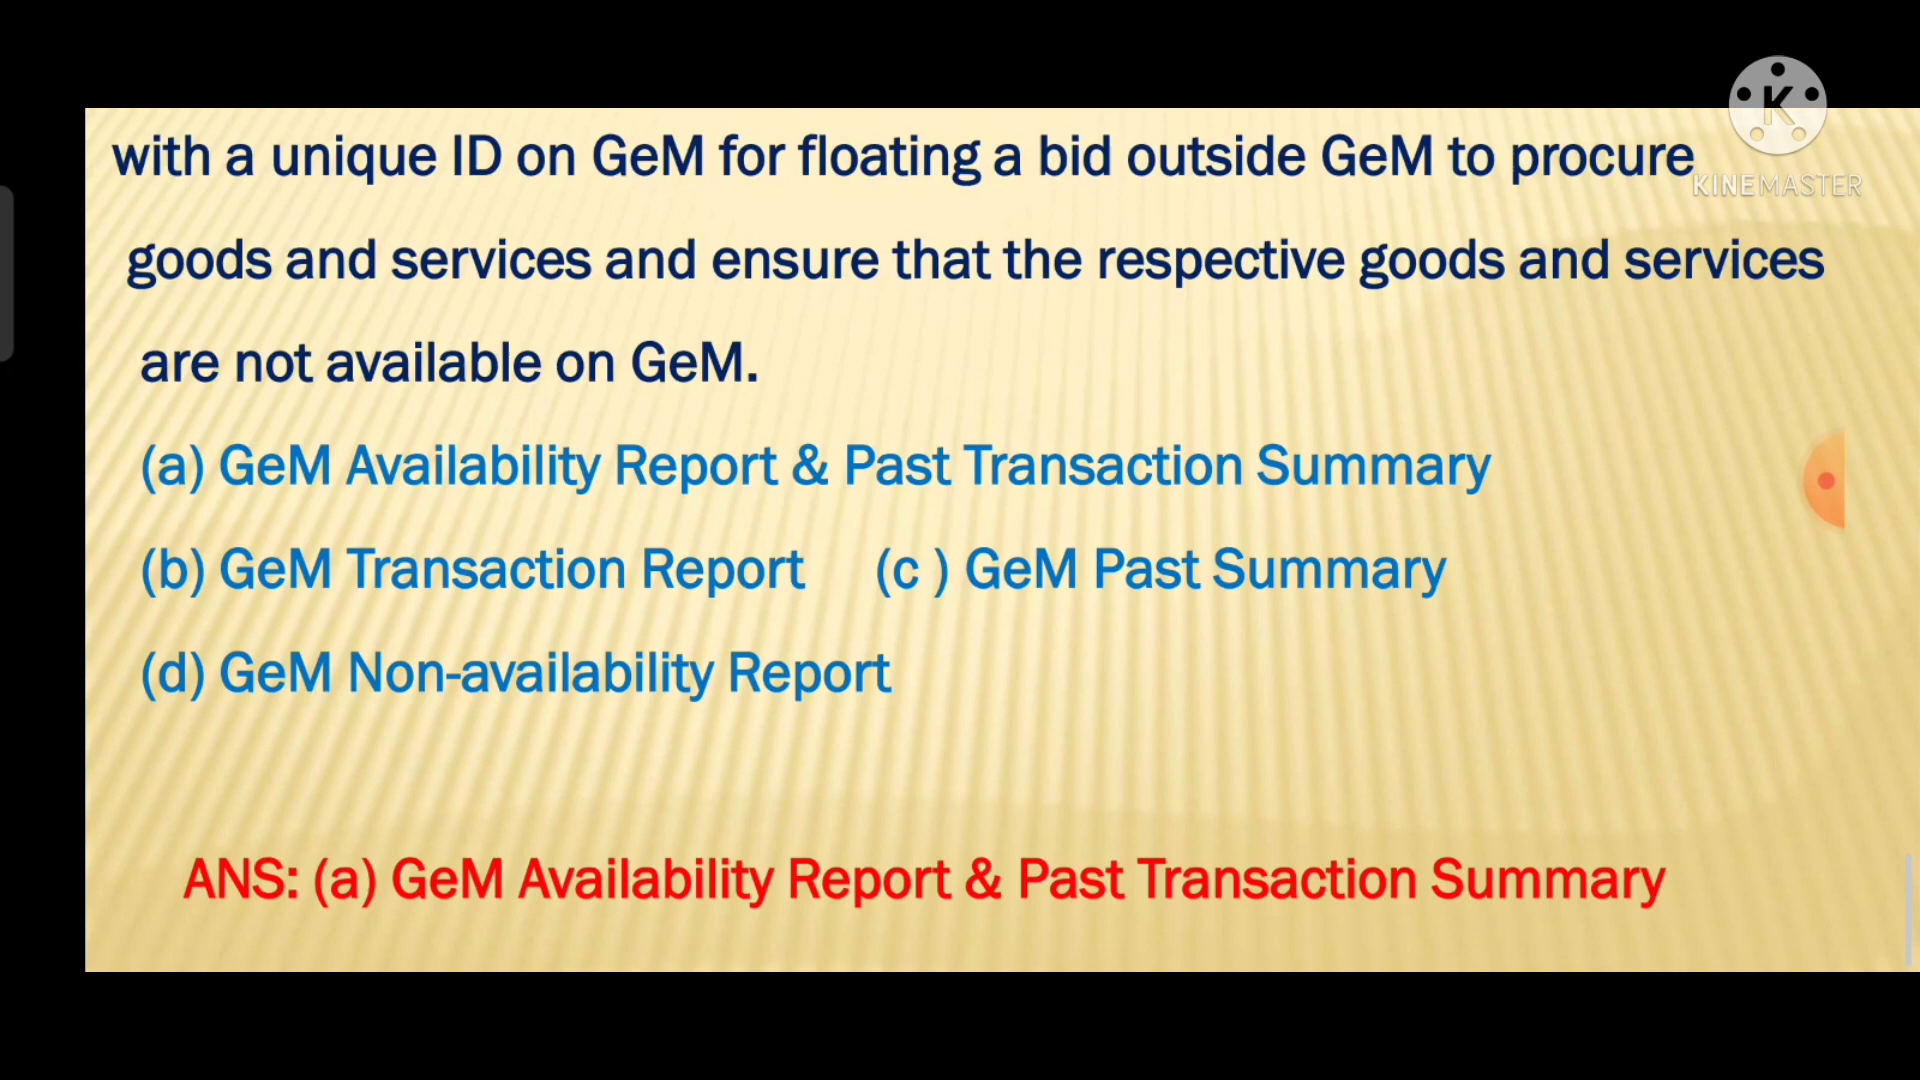 K
KINEMASTER
with a unique ID on GeM for floating a bid outside GeM to procure
goods and services and ensure that the respective goods and services
are not available on GeM.
(a) GeM Availability Report & Past Transaction Summary
(b) GeM Transaction Report (c ) GeM Past Summary
(d) GeM Non-availability Report
ANS: (a) GeM Availability Report & Past Transaction Summary